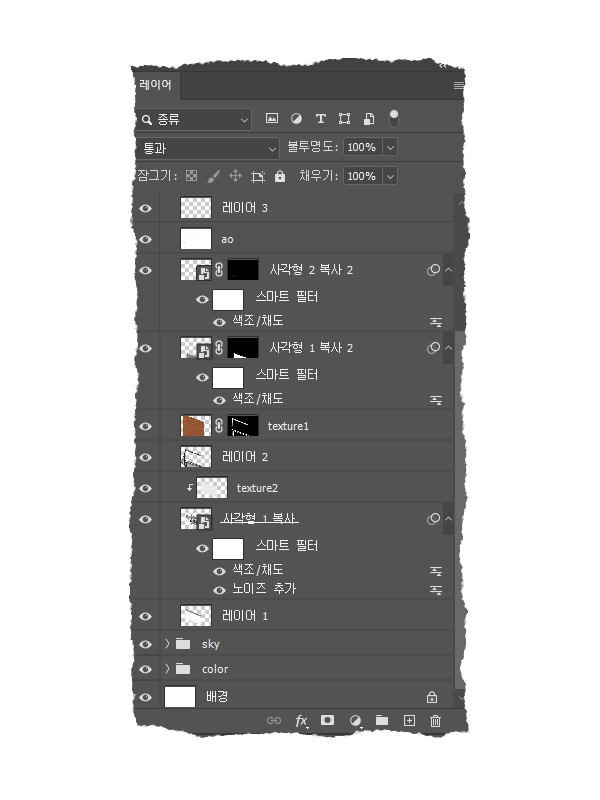 레이어
종류
통과 불투명도: 100%
잠그기: 채우기: 100%
레이어 3
ao
사각형 2 복사 2
스마트 필터
색조/채도
사각형 1 복사 2
스마트 필터
색조/채도
texture1
레이어 2
texture2
사각형 1 복사
스마트 필터
색조/채도
노이즈 추가
레이어 1
sky
color
배경
fx